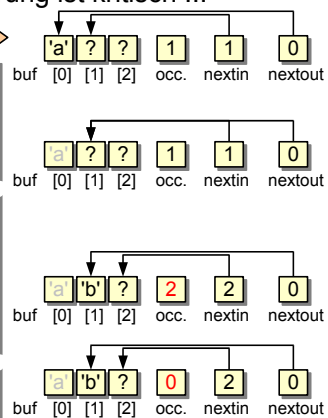 ung ist kritisch ...
'a' ? ? 1 1 0
buf [0] [1] [2] occ. nextin nextout
'a' ? ? 1 1 0
buf [0] [1] [2] occ. nextin nextout
'a' 'b' ? 2 2 0
buf [0] [1] [2] occ. nextin nextout
'a' 'b' ? 0 2 0
buf [0] [1] [2] occ. nextin nextout